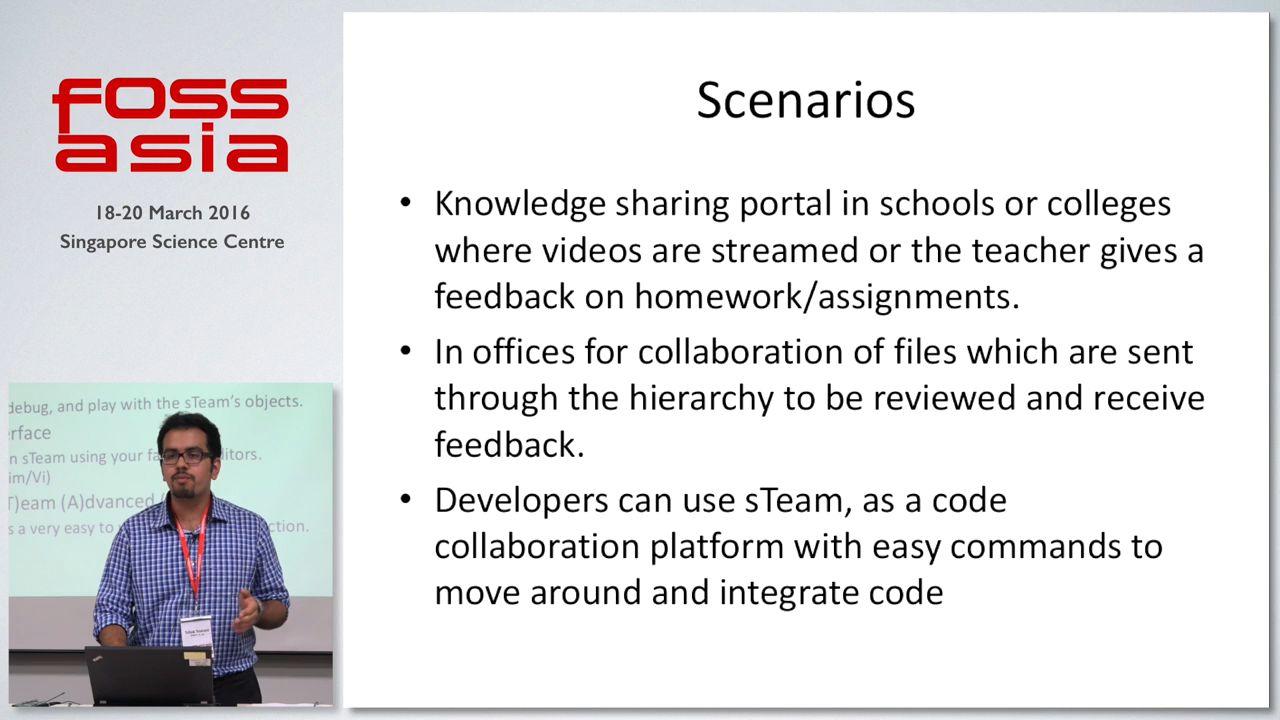 foss
asia
18-20 March 2016
Singapore Science Centre
Scenarios
• Knowledge sharing portal in schools or colleges
where videos are streamed or the teacher gives a
feedback on homework/assignments.
• In offices for collaboration of files which are sent
through the hierarchy to be reviewed and receive
feedback.
• Developers can use sTeam, as a code
collaboration platform with easy commands to
move around and integrate code
debug, and play with the sTeam's objects.
rface
n sTeam using your
itors.
im/Vi)
T)eam (A)dvanced
s a very easy to
ction.